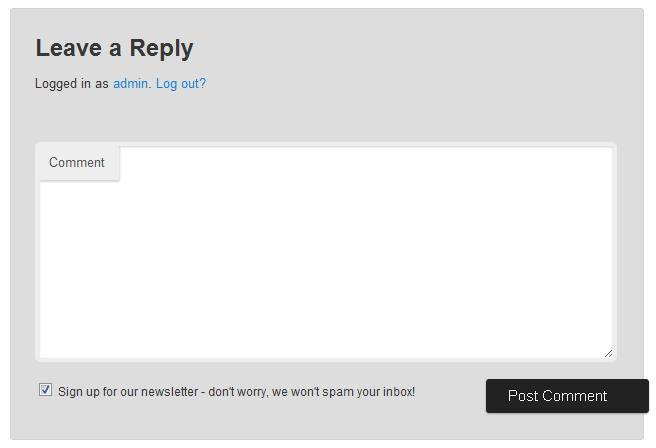 Leave a Reply
Logged in as admin. Log out?
Comment
Sign up for our newsletter - don't worry, we won't spam your inbox!
Post Comment